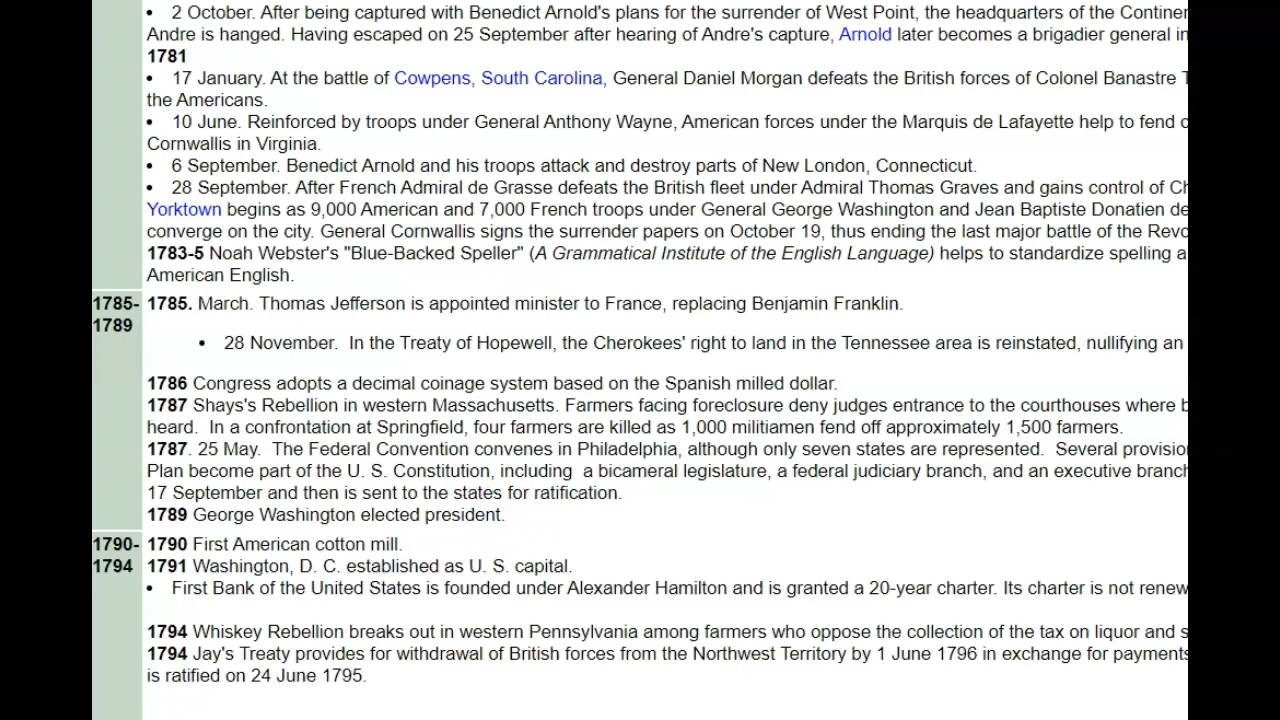 • 2 October. After being captured with Benedict Arnold's plans for the surrender of West Point, the headquarters of the
Andre is hanged. Having escaped on 25 September after hearing of Andre's capture, Arnold later becomes a brigadier general in
1781
• 17 January. At the battle of Cowpens, South Carolina, General Daniel Morgan defeats the British forces of Colonel Banastre
the Americans.
• 10 June. Reinforced by troops under General Anthony Wayne, American forces under the Marquis de Lafayette help to fend
Cornwallis in Virginia.
• 6 September. Benedict Arnold and his troops attack and destroy parts of New London, Connecticut.
• 28 September. After French Admiral de Grasse defeats the British fleet under Admiral Thomas Graves and gains control of
Yorktown begins as 9,000 American and 7,000 French troops under General George Washington and Jean Baptiste Donatien de
converge on the city. General Cornwallis signs the surrender papers on October 19, thus ending the last major battle of the
1783-5 Noah Webster's "Blue-Backed Speller" (A Grammatical Institute of the English Language) helps to standardize spelling
American English.
1785-1789
1785. March. Thomas Jefferson is appointed minister to France, replacing Benjamin Franklin.
• 28 November. In the Treaty of Hopewell, the Cherokees' right to land in the Tennessee area is reinstated, nullifying an
1786 Congress adopts a decimal coinage system based on the Spanish milled dollar.
1787 Shays's Rebellion in western Massachusetts. Farmers facing foreclosure deny judges entrance to the courthouses where
heard. In a confrontation at Springfield, four farmers are killed as 1,000 militiamen fend off approximately 1,500 farmers.
1787. 25 May. The Federal Convention convenes in Philadelphia, although only seven states are represented. Several
Plan become part of the U. S. Constitution, including a bicameral legislature, a federal judiciary branch, and an executive branch
17 September and then is sent to the states for ratification.
1789 George Washington elected president.
1790-1794
1790 First American cotton mill.
1791 Washington, D. C. established as U. S. capital.
• First Bank of the United States is founded under Alexander Hamilton and is granted a 20-year charter. Its charter is not
1794 Whiskey Rebellion breaks out in western Pennsylvania among farmers who oppose the collection of the tax on liquor and
1794 Jay's Treaty provides for withdrawal of British forces from the Northwest Territory by 1 June 1796 in exchange for payments
is ratified on 24 June 1795.